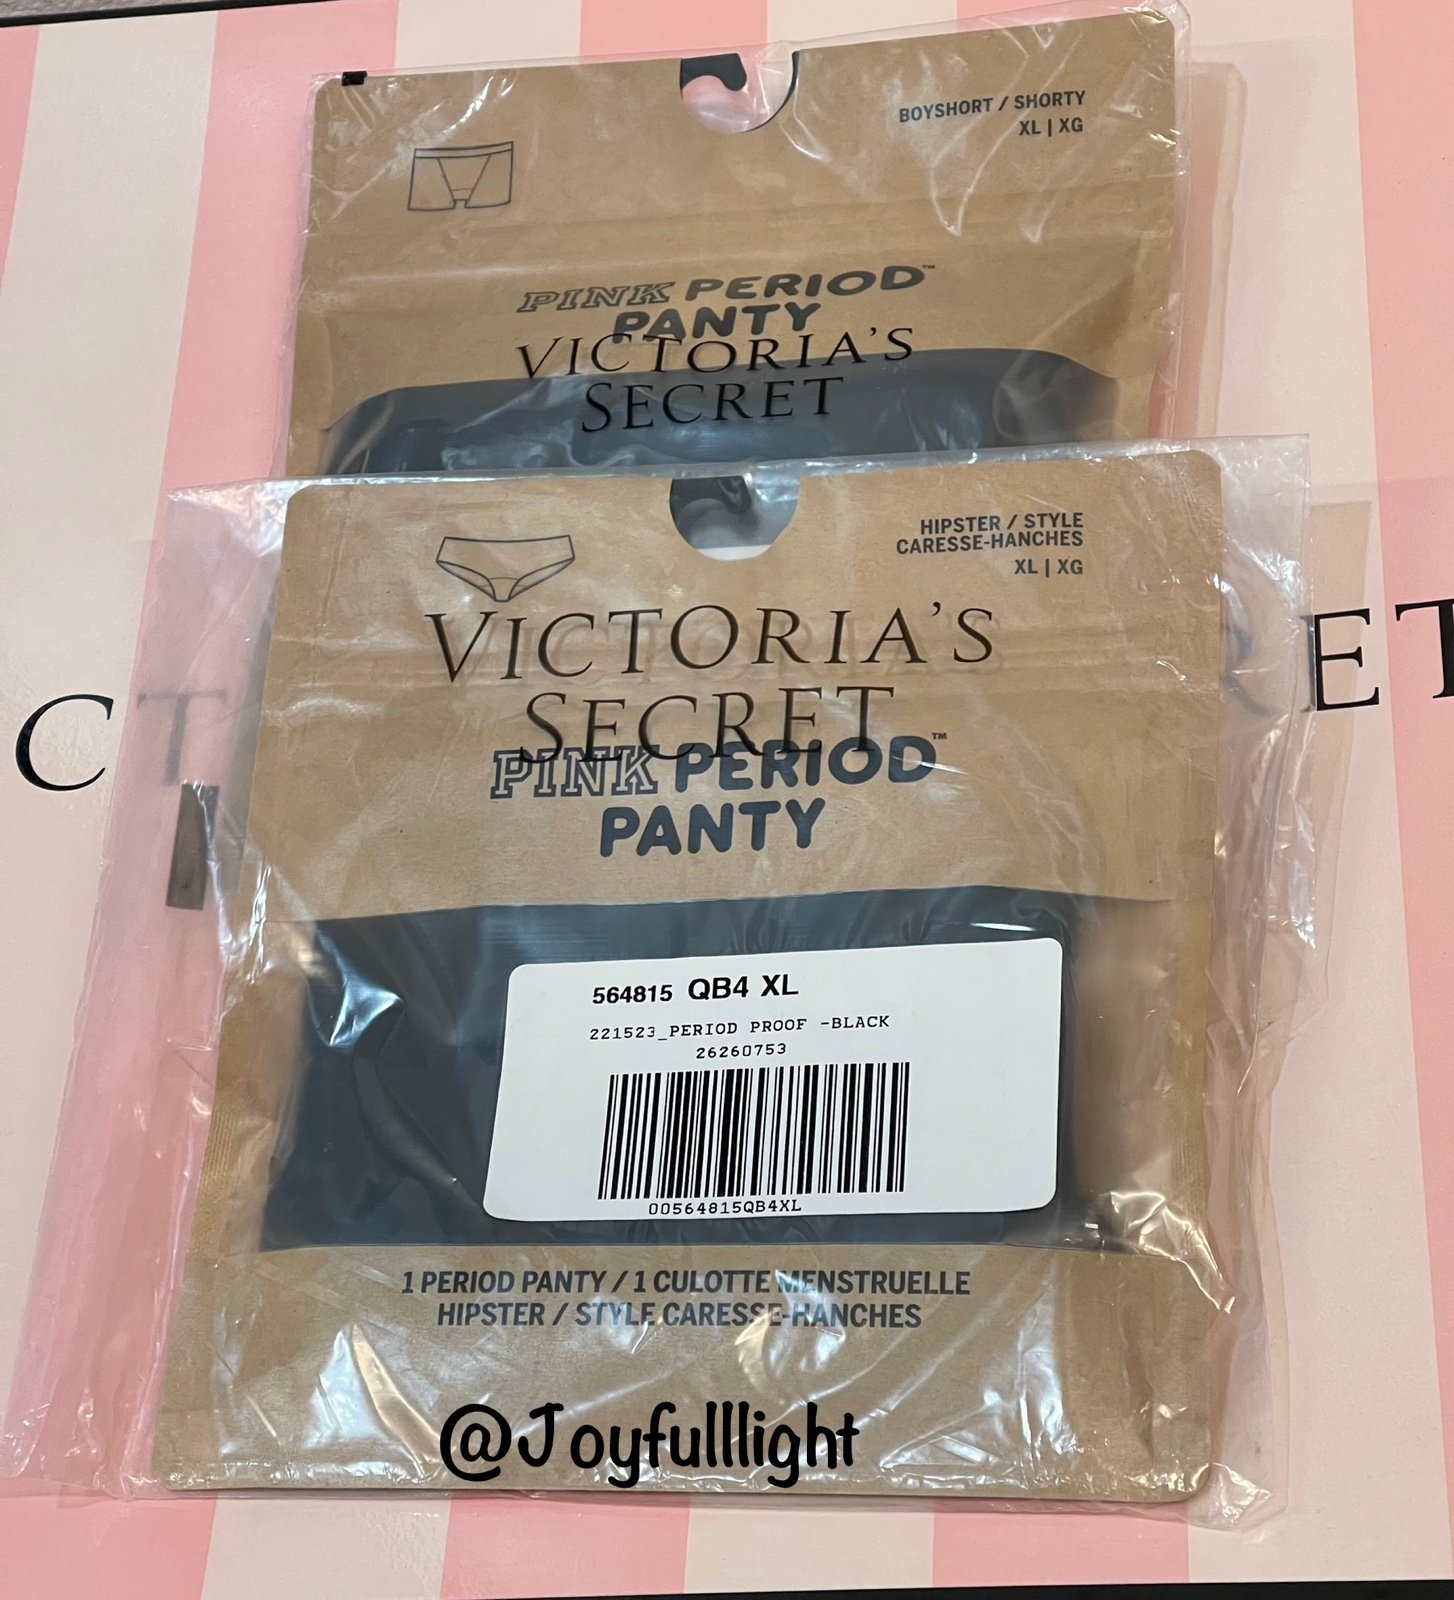 BOYSHORT / SHORTY
XL | XG
PINK PERIOD™
PANTY
VICTORIA'S
SECRET
HIPSTER / STYLE
CARESSE-HANCHES
XL | XG
VICTORIA'S
SECRET
PINK PERIOD™
PANTY
CT
RET
564815 QB4 XL
221523_PERIOD PROOF -BLACK
26260753
00564815QB4XL
1 PERIOD PANTY / 1 CULOTTE MENSTRUELLE
HIPSTER / STYLE CARESSE-HANCHES
@Joyfulllight